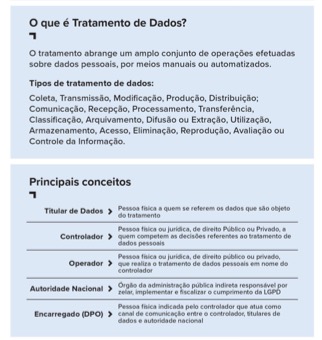 O que é Tratamento de Dados?
O tratamento abrange um amplo conjunto de operações efetuadas
sobre dados pessoais, por meios manuais ou automatizados.
Tipos de tratamento de dados:
Coleta, Transmissão, Modificação, Produção, Distribuição;
Comunicação, Recepção, Processamento, Transferência,
Classificação, Arquivamento, Difusão ou Extração, Utilização,
Armazenamento, Acesso, Eliminação, Reprodução, Avaliação ou
Controle da Informação.
Principais conceitos
Titular de Dados
Pessoa física a quem se referem os dados que são objeto
do tratamento
Controlador
Pessoa física ou jurídica, de direito Público ou Privado, a
quem competem as decisões referentes ao tratamento de
dados pessoais
Operador
Pessoa física ou jurídica, de direito público ou privado,
que realiza o tratamento de dados pessoais em nome do
controlador
Autoridade Nacional
Órgão da administração pública indireta responsável por
zelar, implementar e fiscalizar o cumprimento da LGPD
Encarregado (DPO)
Pessoa física indicada pelo controlador que atua como
canal de comunicação entre o controlador, titulares de
dados e autoridade nacional